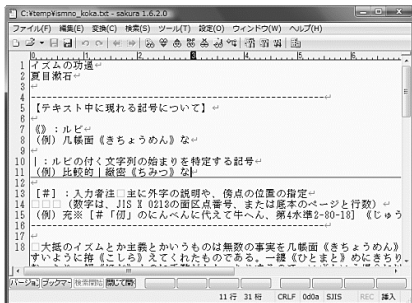 C:¥temp¥ismno_koka.txt - sakura 1.6.2.0
ファイル(F) 編集(E) 変換(C) 検索(S) ツール(T) 設定(O) ウィンドウ(W) ヘルプ(H)
1 イズムの功過
2 夏目漱石
3
4 -------------------------------------------------------
5 【テキスト中に現れる記号について】
6
7 《》:ルビ
8 (例)几帳面《きちょうめん》な
9
10 |:ルビの付く文字列の始まりを特定する記号
11 (例)比較的|緻密《ちみつ》な
12
13 [#]:入力者注 主に外字の説明や、傍点の位置の指定
14 (数字は、JIS X 0213の面区点番号、または底本のページと行数)
15 (例)充※[#「仞」のにんべんに代えて牛へん、第4水準2-80-18]《じゅう
16 -------------------------------------------------------
17
18 大抵のイズムとか主義とかいうものは無数の事実を几帳面《きちょうめん》
すいように拵《こしら》えてくれたものである。一纏《ひとまと》めにきちり
11 行 31 桁 CRLF 0d0a SJIS REC 挿入